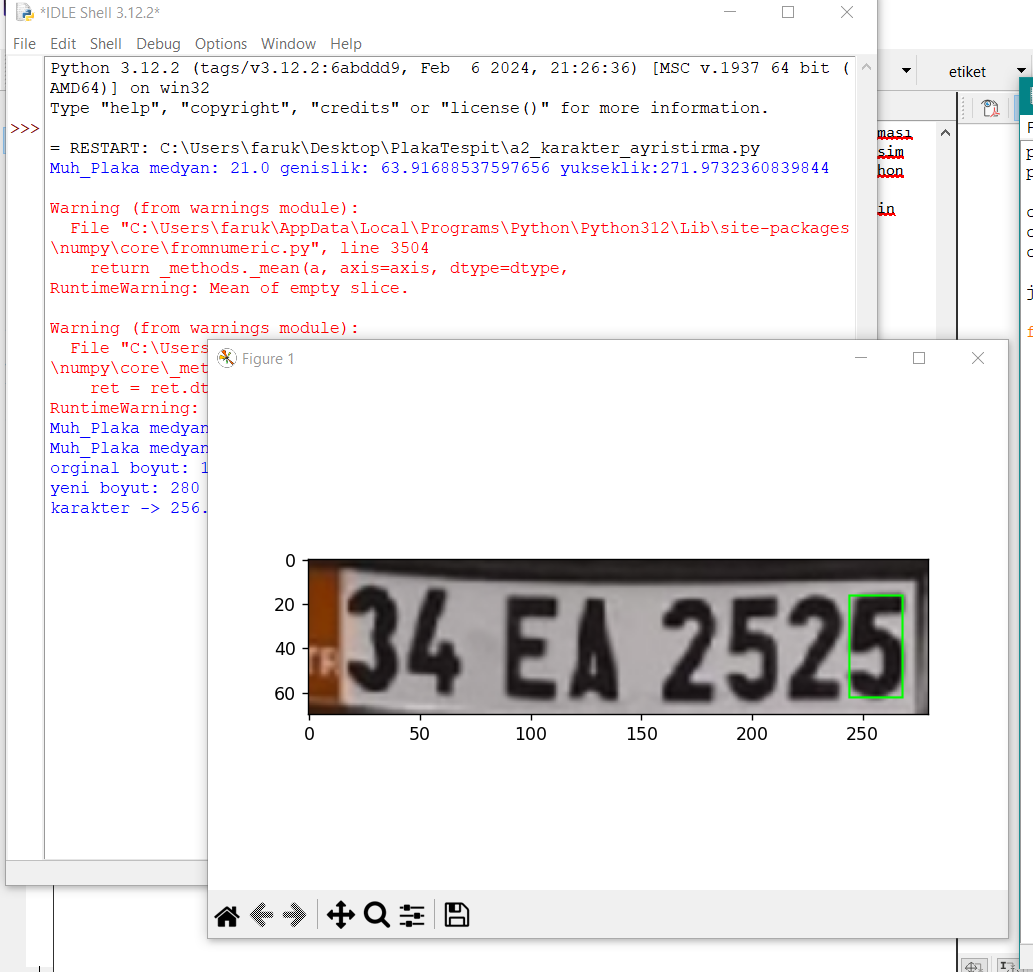 *IDLE Shell 3.12.2*
File Edit Shell Debug Options Window Help
Python 3.12.2 (tags/v3.12.2:6abddd9, Feb  6 2024, 21:26:36) [MSC v.1937 64 bit (
AMD64)] on win32
Type "help", "copyright", "credits" or "license()" for more information.
>>>
= RESTART: C:\Users\faruk\Desktop\PlakaTespit\a2_karakter_ayristirma.py
Muh_Plaka medyan: 21.0 genislik: 63.91688537597656 yukseklik:271.9732360839844
Warning (from warnings module):
  File "C:\Users\faruk\AppData\Local\Programs\Python\Python312\Lib\site-packages
\numpy\core\fromnumeric.py", line 3504
    return _methods._mean(a, axis=axis, dtype=dtype,
RuntimeWarning: Mean of empty slice.
Warning (from warnings module):
  File "C:\Users
\numpy\core\_met
    ret = ret.dt
RuntimeWarning:
Muh_Plaka medyan
Muh_Plaka medyan
orginal boyut: 1
yeni boyut: 280
karakter -> 256.
etiket
ması
sim
hon
in
Figure 1
0
20
40
60
TR 34 EA 2525
0 50 100 150 200 250